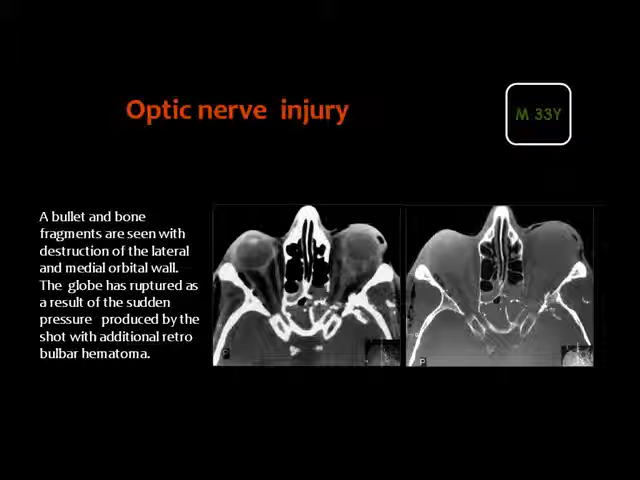 Optic nerve injury
M 33Y
A bullet and bone
fragments are seen with
destruction of the lateral
and medial orbital wall.
The globe has ruptured as
a result of the sudden
pressure produced by the
shot with additional retro
bulbar hematoma.
P